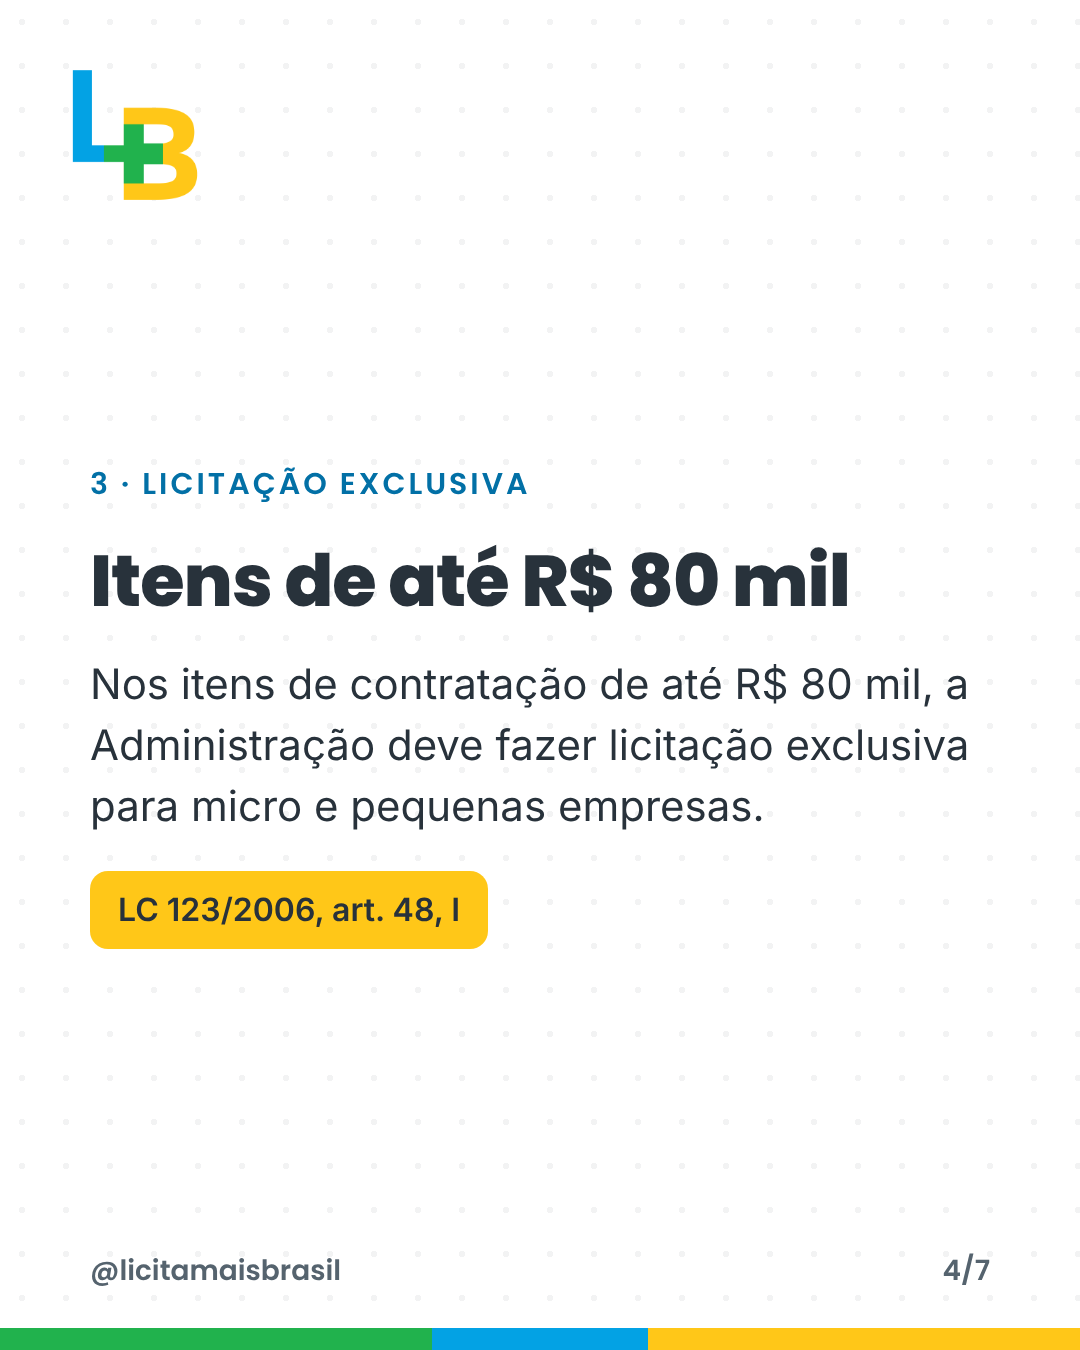 L+B
3 · LICITAÇÃO EXCLUSIVA
Itens de até R$ 80 mil
Nos itens de contratação de até R$ 80 mil, a
Administração deve fazer licitação exclusiva
para micro e pequenas empresas.
LC 123/2006, art. 48, I
@licitamaisbrasil
4/7